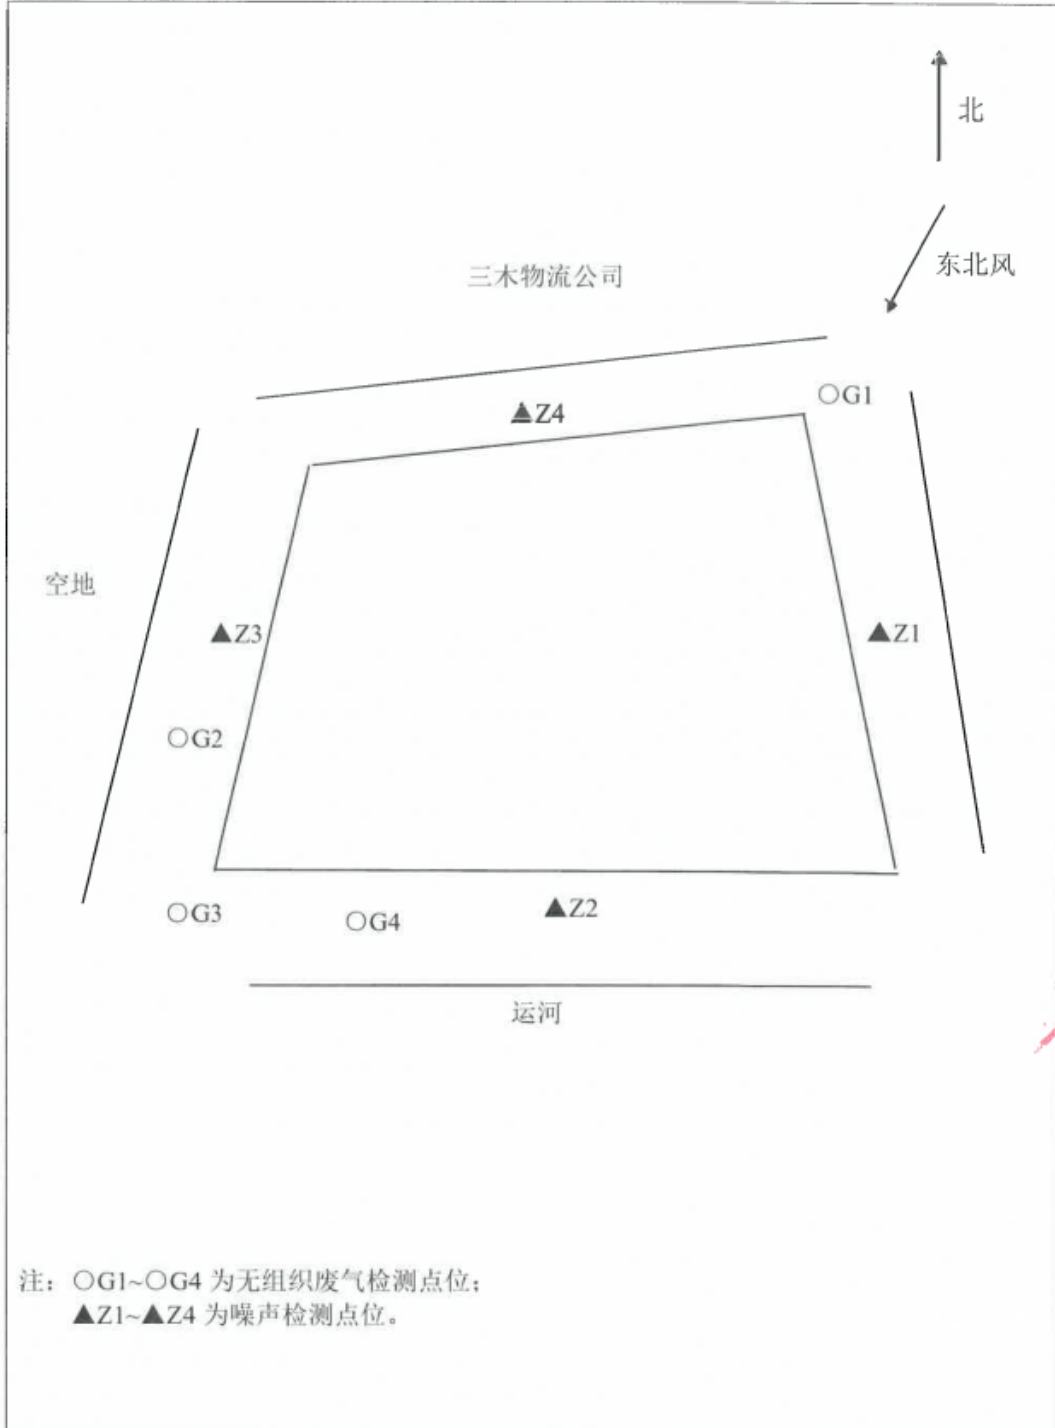 北
东北风
三木物流公司
○G1
▲Z4
空地
▲Z3
▲Z1
○G2
○G3
○G4
▲Z2
运河
注：○G1~○G4 为无组织废气检测点位；
▲Z1~▲Z4 为噪声检测点位。